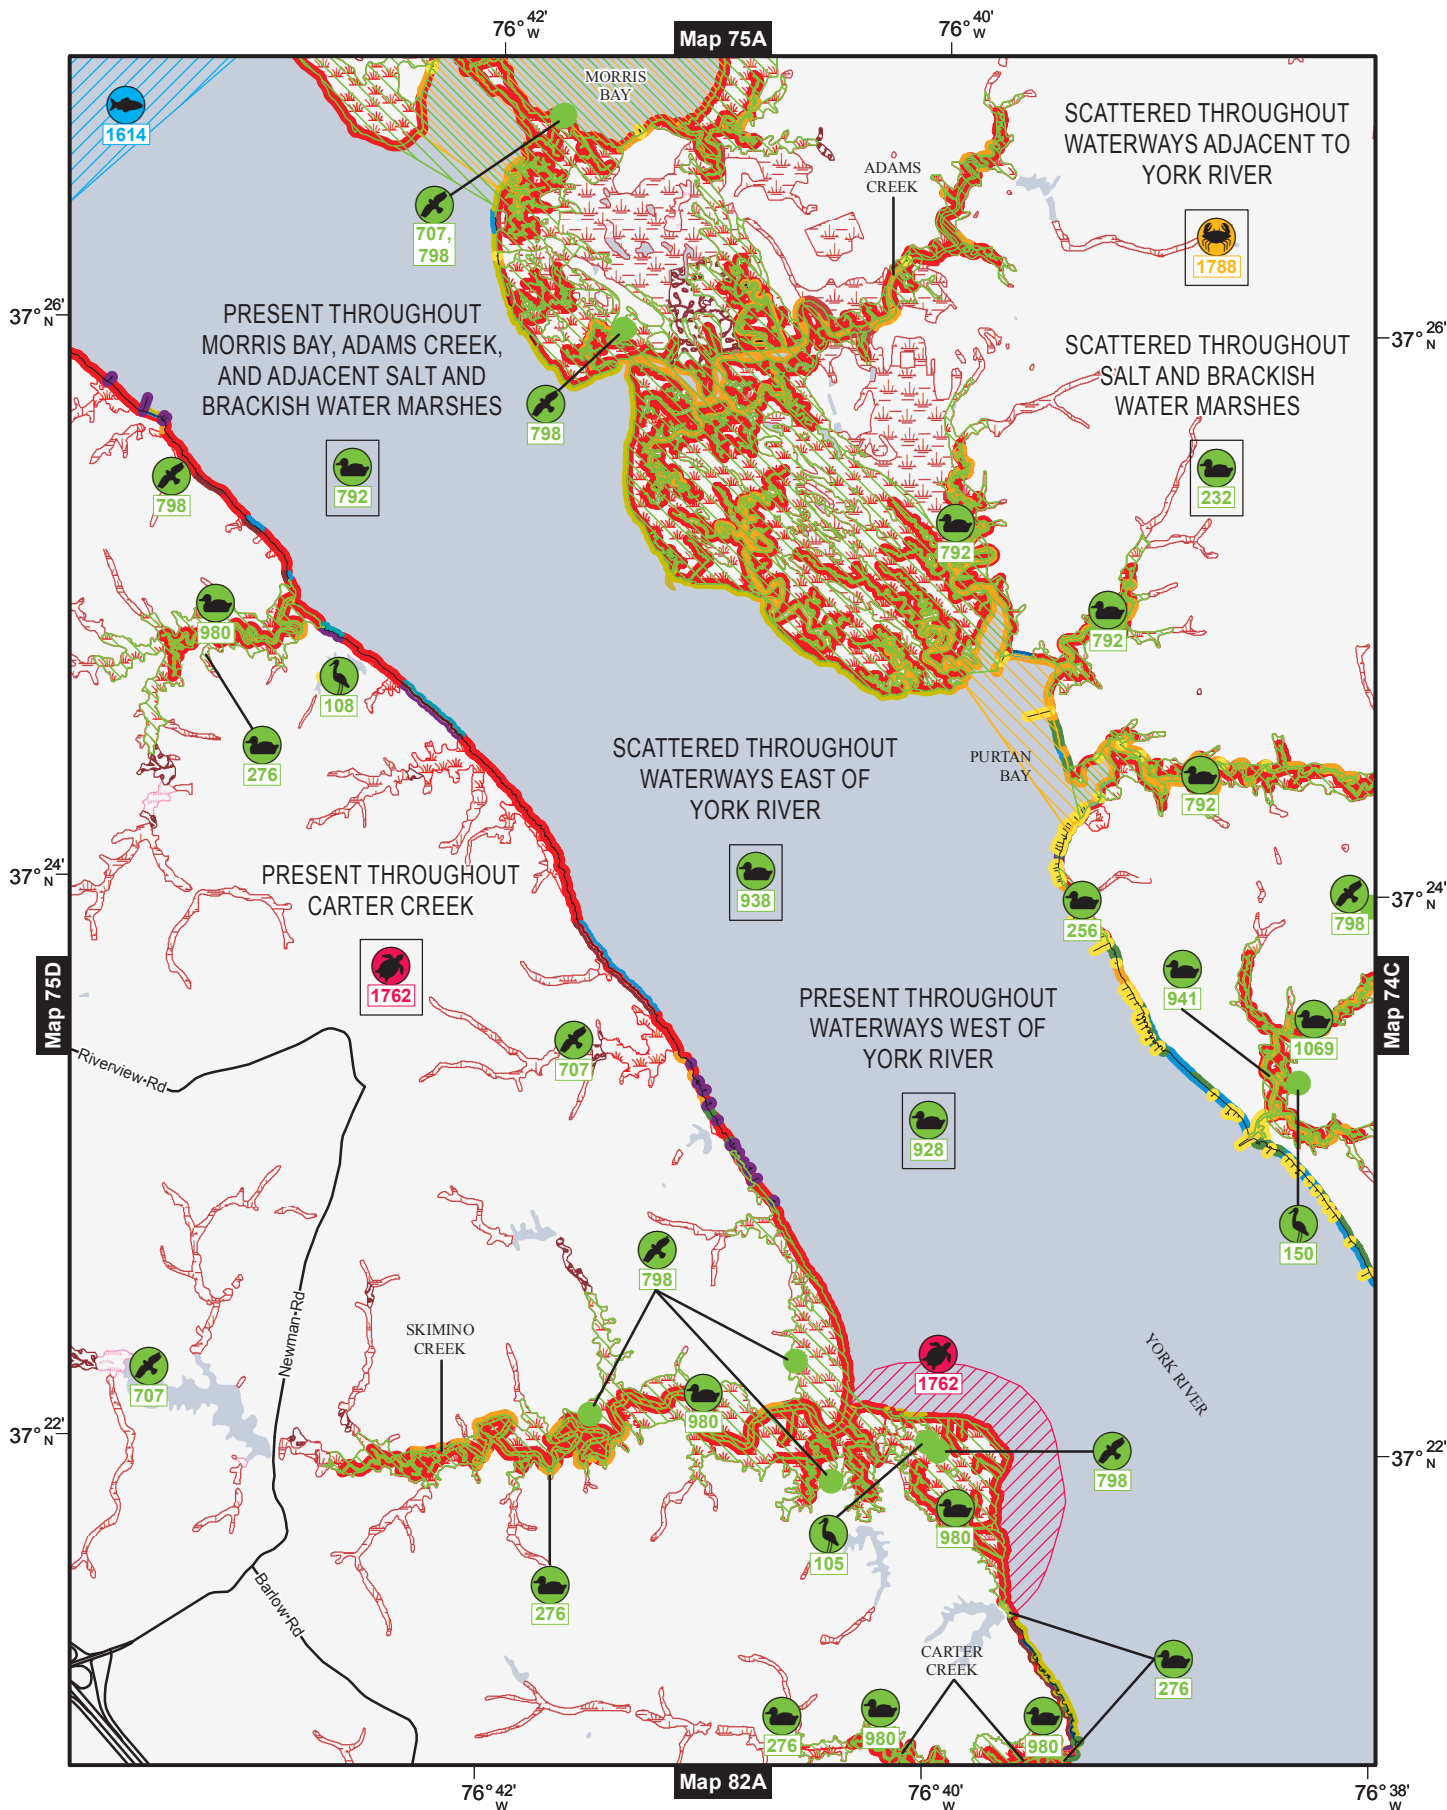 76° 42' W
Map 75A
76° 40' W
MORRIS
BAY
1614
SCATTERED THROUGHOUT
WATERWAYS ADJACENT TO
YORK RIVER
1788
ADAMS
CREEK
707,
798
37° 26' N
PRESENT THROUGHOUT
MORRIS BAY, ADAMS CREEK,
AND ADJACENT SALT AND
BRACKISH WATER MARSHES
792
37° 26' N
SCATTERED THROUGHOUT
SALT AND BRACKISH
WATER MARSHES
232
798
798
792
980
792
108
276
SCATTERED THROUGHOUT
WATERWAYS EAST OF
YORK RIVER
938
PURTAN
BAY
792
37° 24' N
PRESENT THROUGHOUT
CARTER CREEK
1762
256
798
37° 24' N
941
Map 75D
PRESENT THROUGHOUT
WATERWAYS WEST OF
YORK RIVER
928
Map 74C
1069
707
Riverview Rd
150
798
Newman Rd
SKIMINO
CREEK
707
1762
YORK RIVER
980
37° 22' N
798
37° 22' N
980
105
276
Barlow Rd
CARTER
CREEK
276
276
980
980
76° 42' W
Map 82A
76° 40' W
76° 38' W